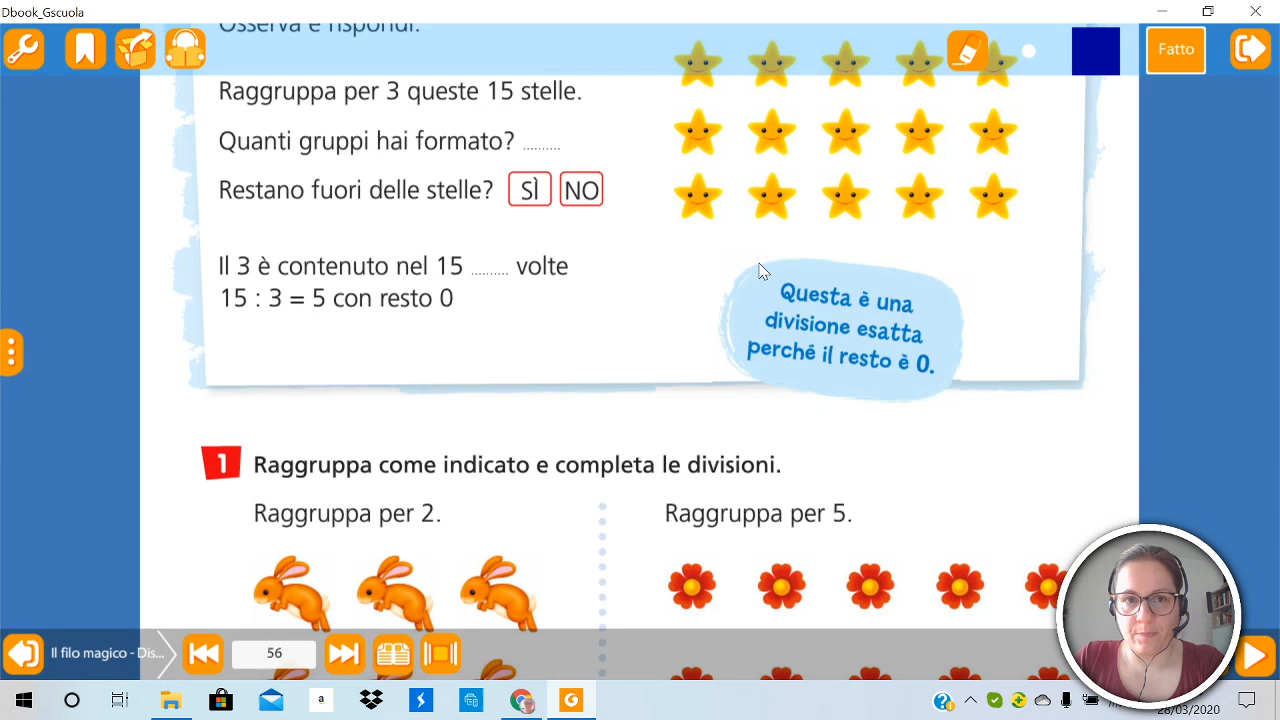 Dbook_Gscuola
Osserva e rispondi.
Fatto
Raggruppa per 3 queste 15 stelle.
Quanti gruppi hai formato? ..........
Restano fuori delle stelle? SÌ NO
Il 3 è contenuto nel 15 .......... volte
15 : 3 = 5 con resto 0
Questa è una
divisione esatta
perché il resto è 0.
1 Raggruppa come indicato e completa le divisioni.
Raggruppa per 2.
Raggruppa per 5.
Il filo magico - Dis...
56
a
28/03/2020